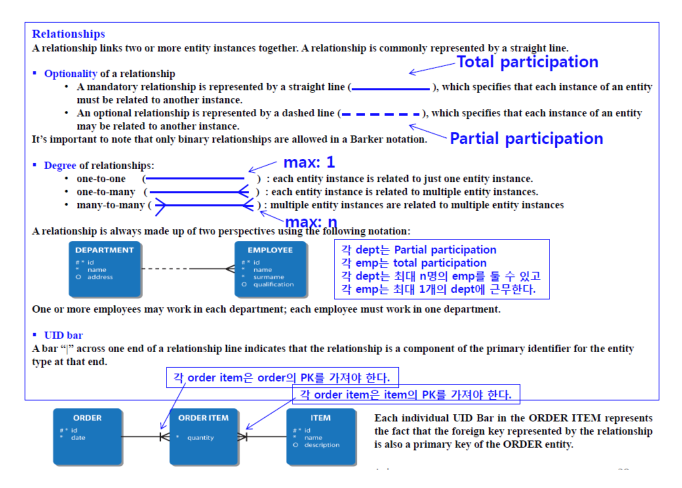 Relationships
A relationship links two or more entity instances together. A relationship is commonly represented by a straight line.
Total participation
▪ Optionality of a relationship
• A mandatory relationship is represented by a straight line ( ), which specifies that each instance of an entity
must be related to another instance.
• An optional relationship is represented by a dashed line ( ), which specifies that each instance of an entity
may be related to another instance.
It's important to note that only binary relationships are allowed in a Barker notation.
Partial participation
▪ Degree of relationships:
max: 1
• one-to-one ( ) : each entity instance is related to just one entity instance.
• one-to-many ( ) : each entity instance is related to multiple entity instances.
• many-to-many ( ) : multiple entity instances are related to multiple entity instances
max: n
A relationship is always made up of two perspectives using the following notation:
DEPARTMENT
# * id
* name
O address
EMPLOYEE
# * id
* name
* surname
O qualification
각 dept는 Partial participation
각 emp는 total participation
각 dept는 최대 n명의 emp를 둘 수 있고
각 emp는 최대 1개의 dept에 근무한다.
One or more employees may work in each department; each employee must work in one department.
▪ UID bar
A bar "|" across one end of a relationship line indicates that the relationship is a component of the primary identifier for the entity
type at that end.
각 order item은 order의 PK를 가져야 한다.
각 order item은 item의 PK를 가져야 한다.
ORDER
# * id
* date
ORDER ITEM
* quantity
ITEM
# * id
* name
O description
Each individual UID Bar in the ORDER ITEM represents
the fact that the foreign key represented by the relationship
is also a primary key of the ORDER entity.